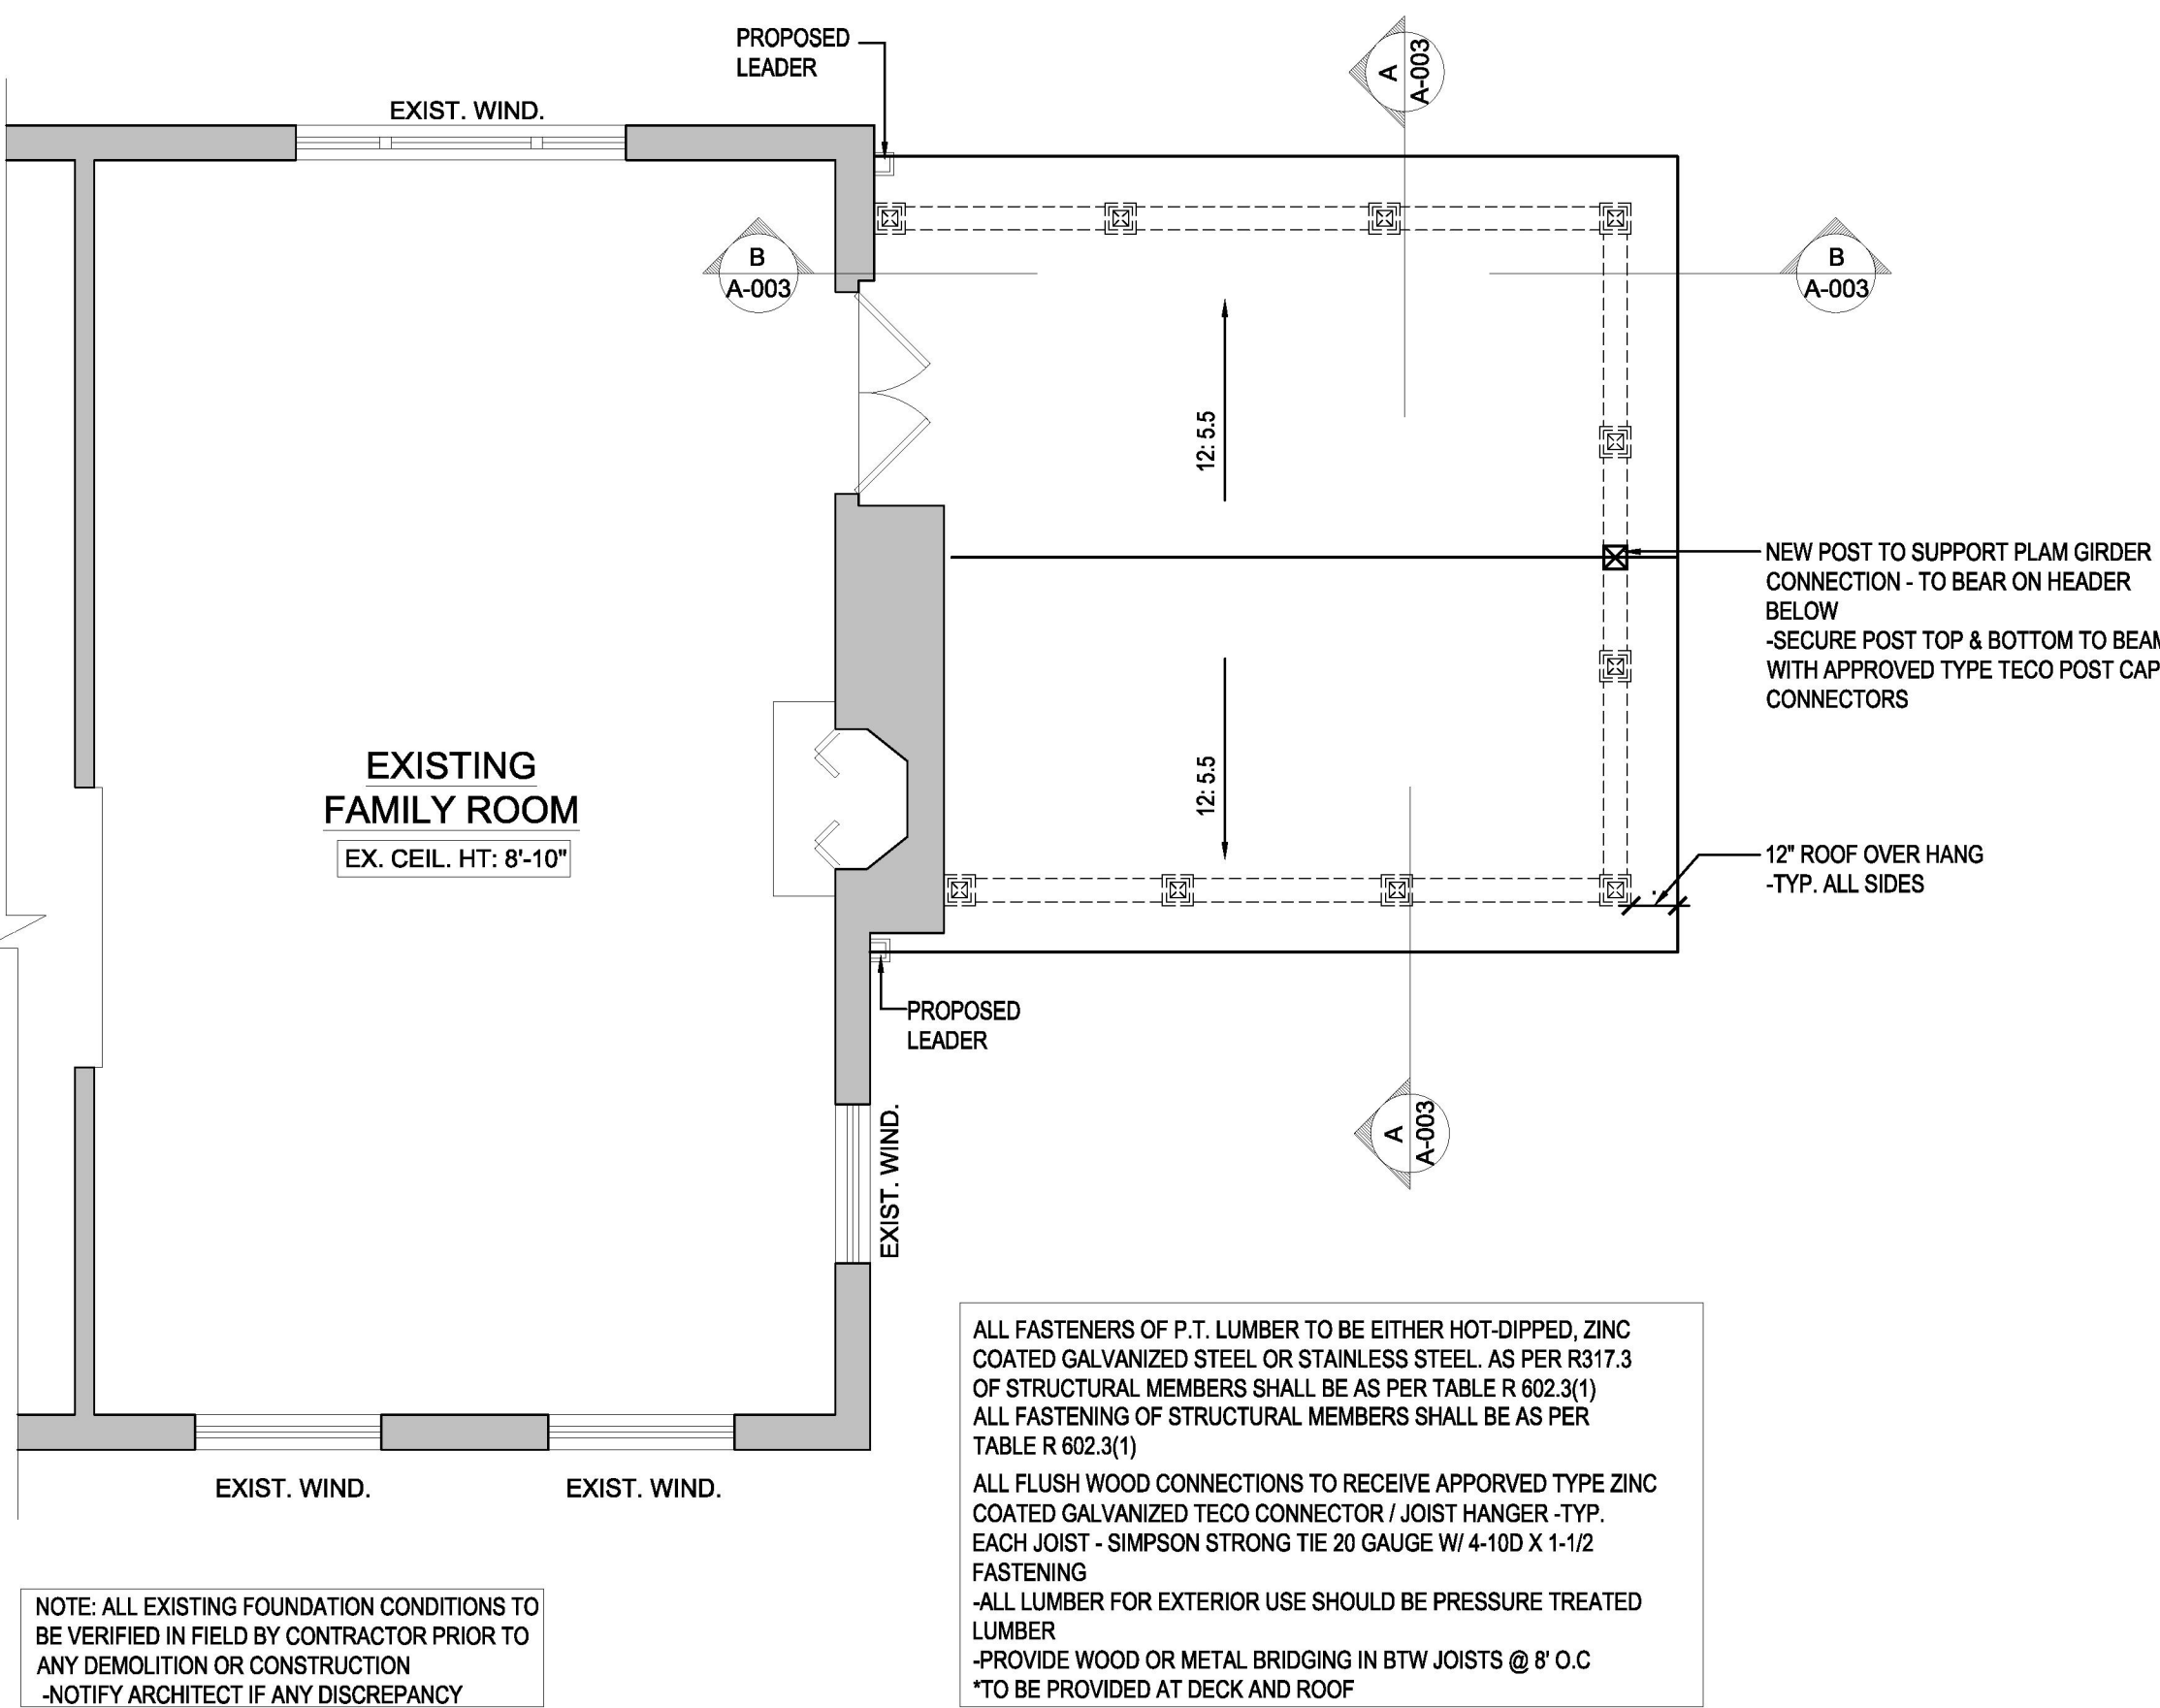 PROPOSED
LEADER
A
A-003
EXIST. WIND.
B
A-003
B
A-003
12: 5.5
NEW POST TO SUPPORT PLAM GIRDER
CONNECTION - TO BEAR ON HEADER
BELOW
-SECURE POST TOP & BOTTOM TO BEAM
WITH APPROVED TYPE TECO POST CAP
CONNECTORS
EXISTING
FAMILY ROOM
EX. CEIL. HT: 8'-10"
12: 5.5
12" ROOF OVER HANG
-TYP. ALL SIDES
PROPOSED
LEADER
A
A-003
EXIST. WIND.
EXIST. WIND.
EXIST. WIND.
ALL FASTENERS OF P.T. LUMBER TO BE EITHER HOT-DIPPED, ZINC
COATED GALVANIZED STEEL OR STAINLESS STEEL. AS PER R317.3
OF STRUCTURAL MEMBERS SHALL BE AS PER TABLE R 602.3(1)
ALL FASTENING OF STRUCTURAL MEMBERS SHALL BE AS PER
TABLE R 602.3(1)
ALL FLUSH WOOD CONNECTIONS TO RECEIVE APPORVED TYPE ZINC
COATED GALVANIZED TECO CONNECTOR / JOIST HANGER -TYP.
EACH JOIST - SIMPSON STRONG TIE 20 GAUGE W/ 4-10D X 1-1/2
FASTENING
-ALL LUMBER FOR EXTERIOR USE SHOULD BE PRESSURE TREATED
LUMBER
-PROVIDE WOOD OR METAL BRIDGING IN BTW JOISTS @ 8' O.C
*TO BE PROVIDED AT DECK AND ROOF
NOTE: ALL EXISTING FOUNDATION CONDITIONS TO
BE VERIFIED IN FIELD BY CONTRACTOR PRIOR TO
ANY DEMOLITION OR CONSTRUCTION
-NOTIFY ARCHITECT IF ANY DISCREPANCY